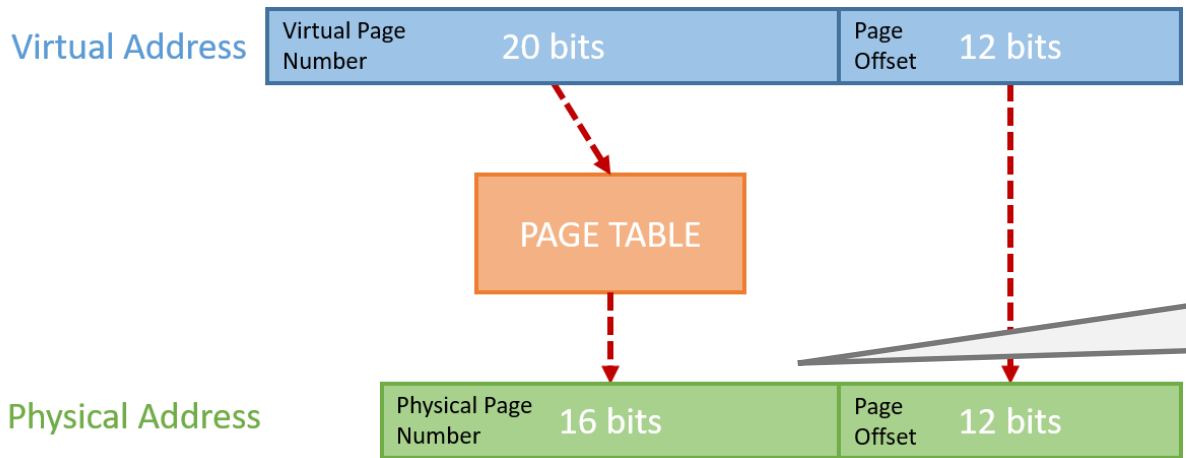 Virtual Address
Virtual Page
Number
20 bits
Page
Offset
12 bits
PAGE TABLE
Physical Address
Physical Page
Number
16 bits
Page
Offset
12 bits